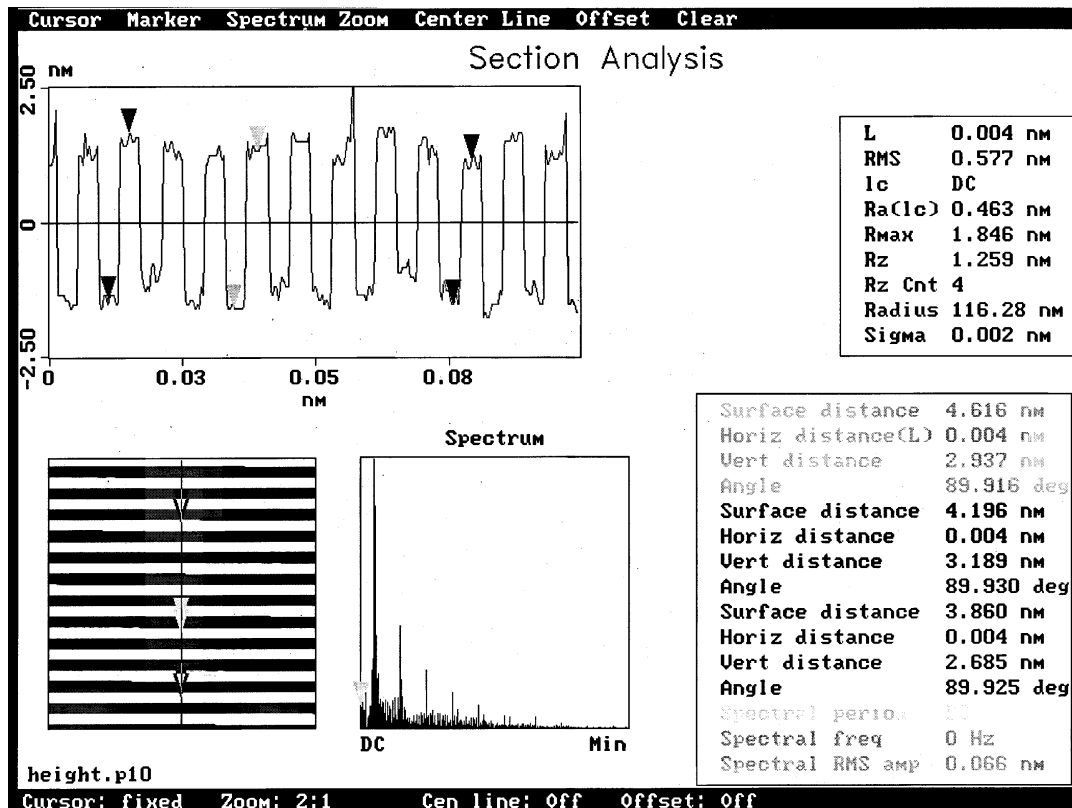 Cursor Marker Spectrum Zoom Center Line Offset Clear
Section Analysis
nm
2.50
0
-2.50
0 0.03 0.05 0.08
nm
L 0.004 nm
RMS 0.577 nm
lc DC
Ra(lc) 0.463 nm
Rmax 1.846 nm
Rz 1.259 nm
Rz Cnt 4
Radius 116.28 nm
Sigma 0.002 nm
Spectrum
DC Min
Surface distance 4.616 nm
Horiz distance(L) 0.004 nm
Vert distance 2.937 nm
Angle 89.916 deg
Surface distance 4.196 nm
Horiz distance 0.004 nm
Vert distance 3.189 nm
Angle 89.930 deg
Surface distance 3.860 nm
Horiz distance 0.004 nm
Vert distance 2.685 nm
Angle 89.925 deg
Spectral
Spectral freq 0 Hz
Spectral RMS amp 0.066 nm
height.p10
Cursor: fixed Zoom: 2:1 Cen line: Off Offset: Off